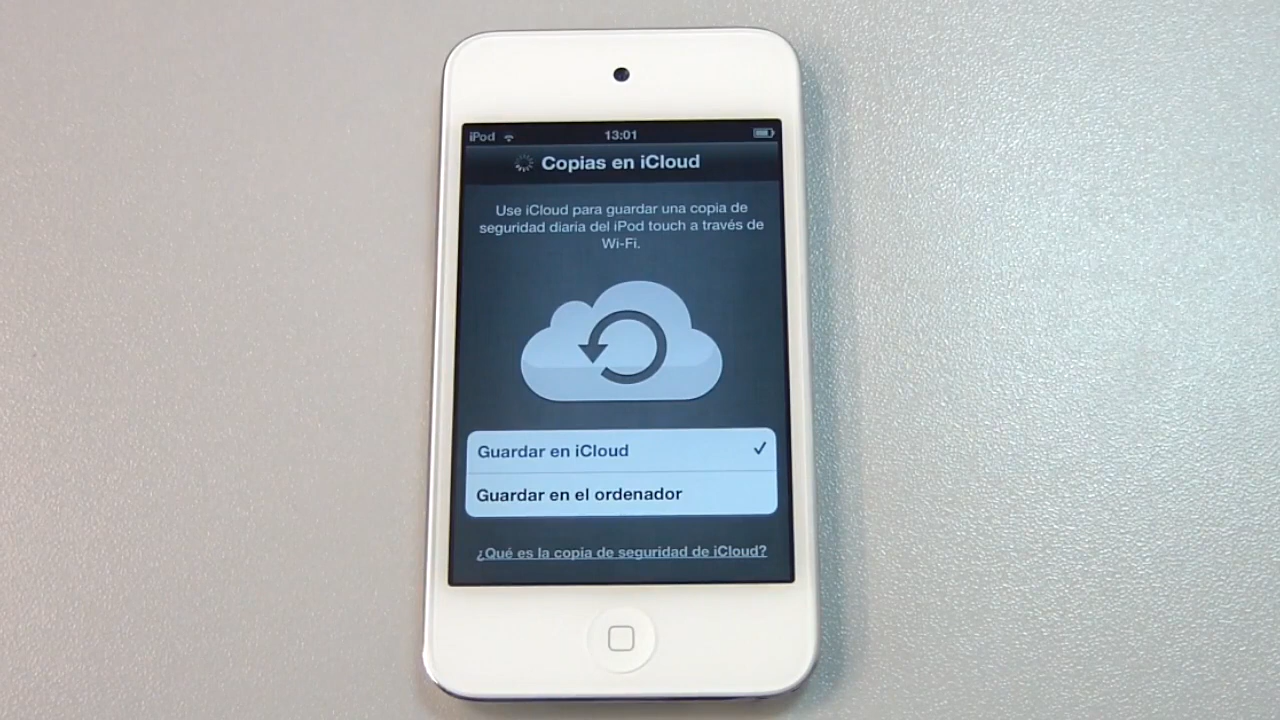 iPod 13:01
Copias en iCloud
Use iCloud para guardar una copia de
seguridad diaria del iPod touch a través de
Wi-Fi.
Guardar en iCloud
Guardar en el ordenador
¿Qué es la copia de seguridad de iCloud?